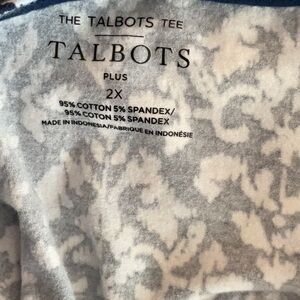 THE TALBOTS TEE
TALBOTS
PLUS
2X
95% COTTON 5% SPANDEX/
95% COTON 5% SPANDEX
MADE IN INDONESIA/FABRIQUÉ EN INDONÉSIE